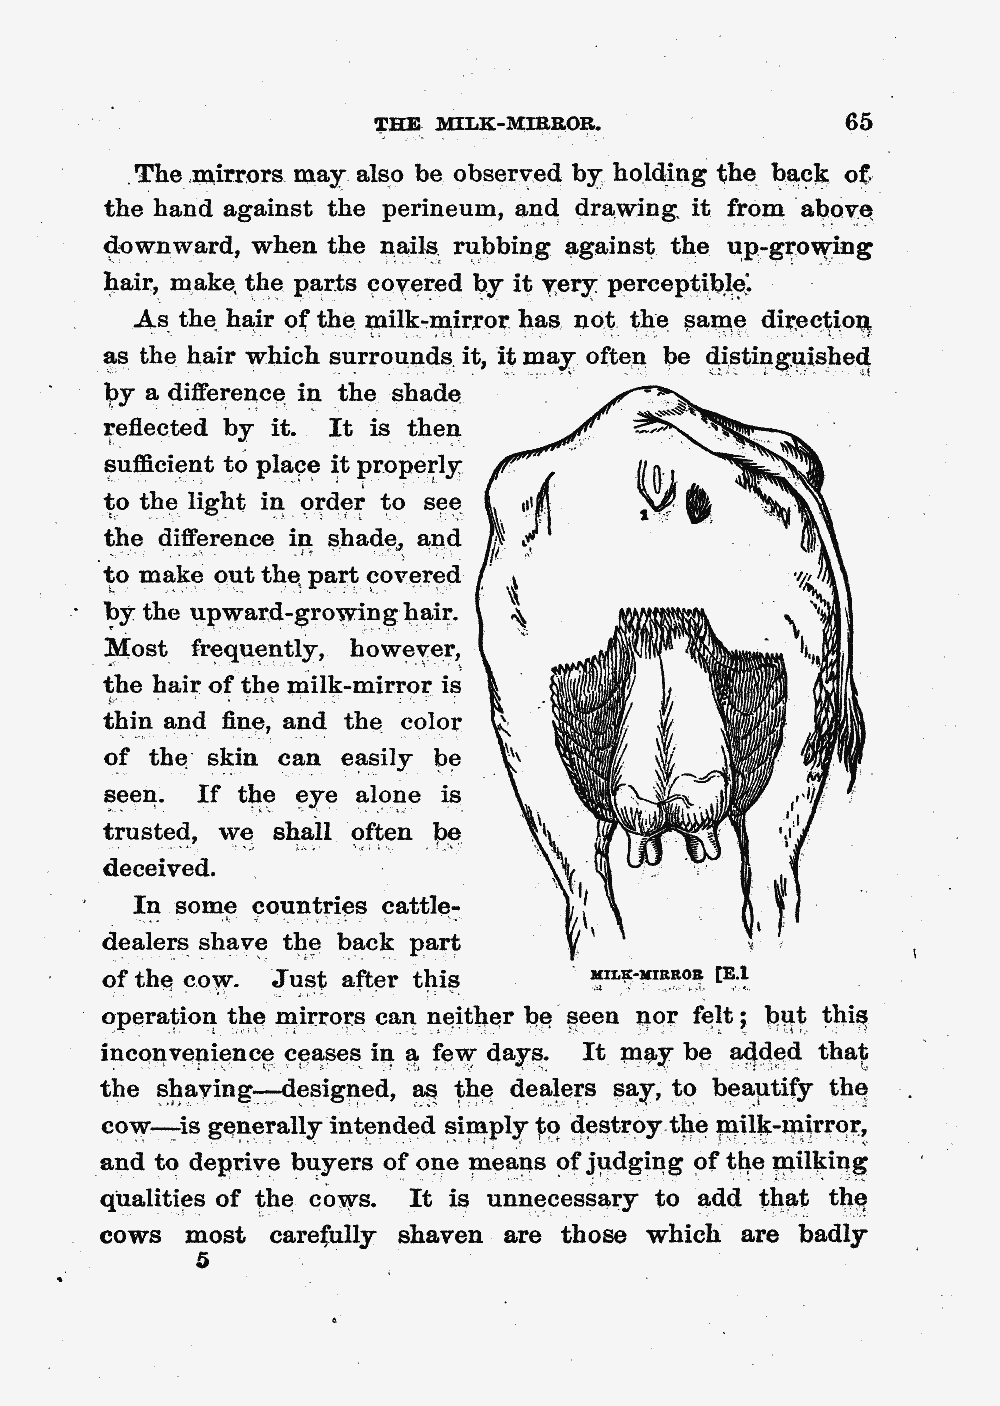 THE MILK-MIRROR. 65
The mirrors may also be observed by holding the back of
the hand against the perineum, and drawing it from above
downward, when the nails rubbing against the up-growing
hair, make the parts covered by it very perceptible.
As the hair of the milk-mirror has not the same direction
as the hair which surrounds it, it may often be distinguished
by a difference in the shade
reflected by it. It is then
sufficient to place it properly
to the light in order to see
the difference in shade, and
to make out the part covered
by the upward-growing hair.
Most frequently, however,
the hair of the milk-mirror is
thin and fine, and the color
of the skin can easily be
seen. If the eye alone is
trusted, we shall often be
deceived.
In some countries cattle-
dealers shave the back part
of the cow. Just after this
1
MILK-MIRROR [E.]
operation the mirrors can neither be seen nor felt; but this
inconvenience ceases in a few days. It may be added that
the shaving—designed, as the dealers say, to beautify the
cow—is generally intended simply to destroy the milk-mirror,
and to deprive buyers of one means of judging of the milking
qualities of the cows. It is unnecessary to add that the
cows most carefully shaven are those which are badly
5